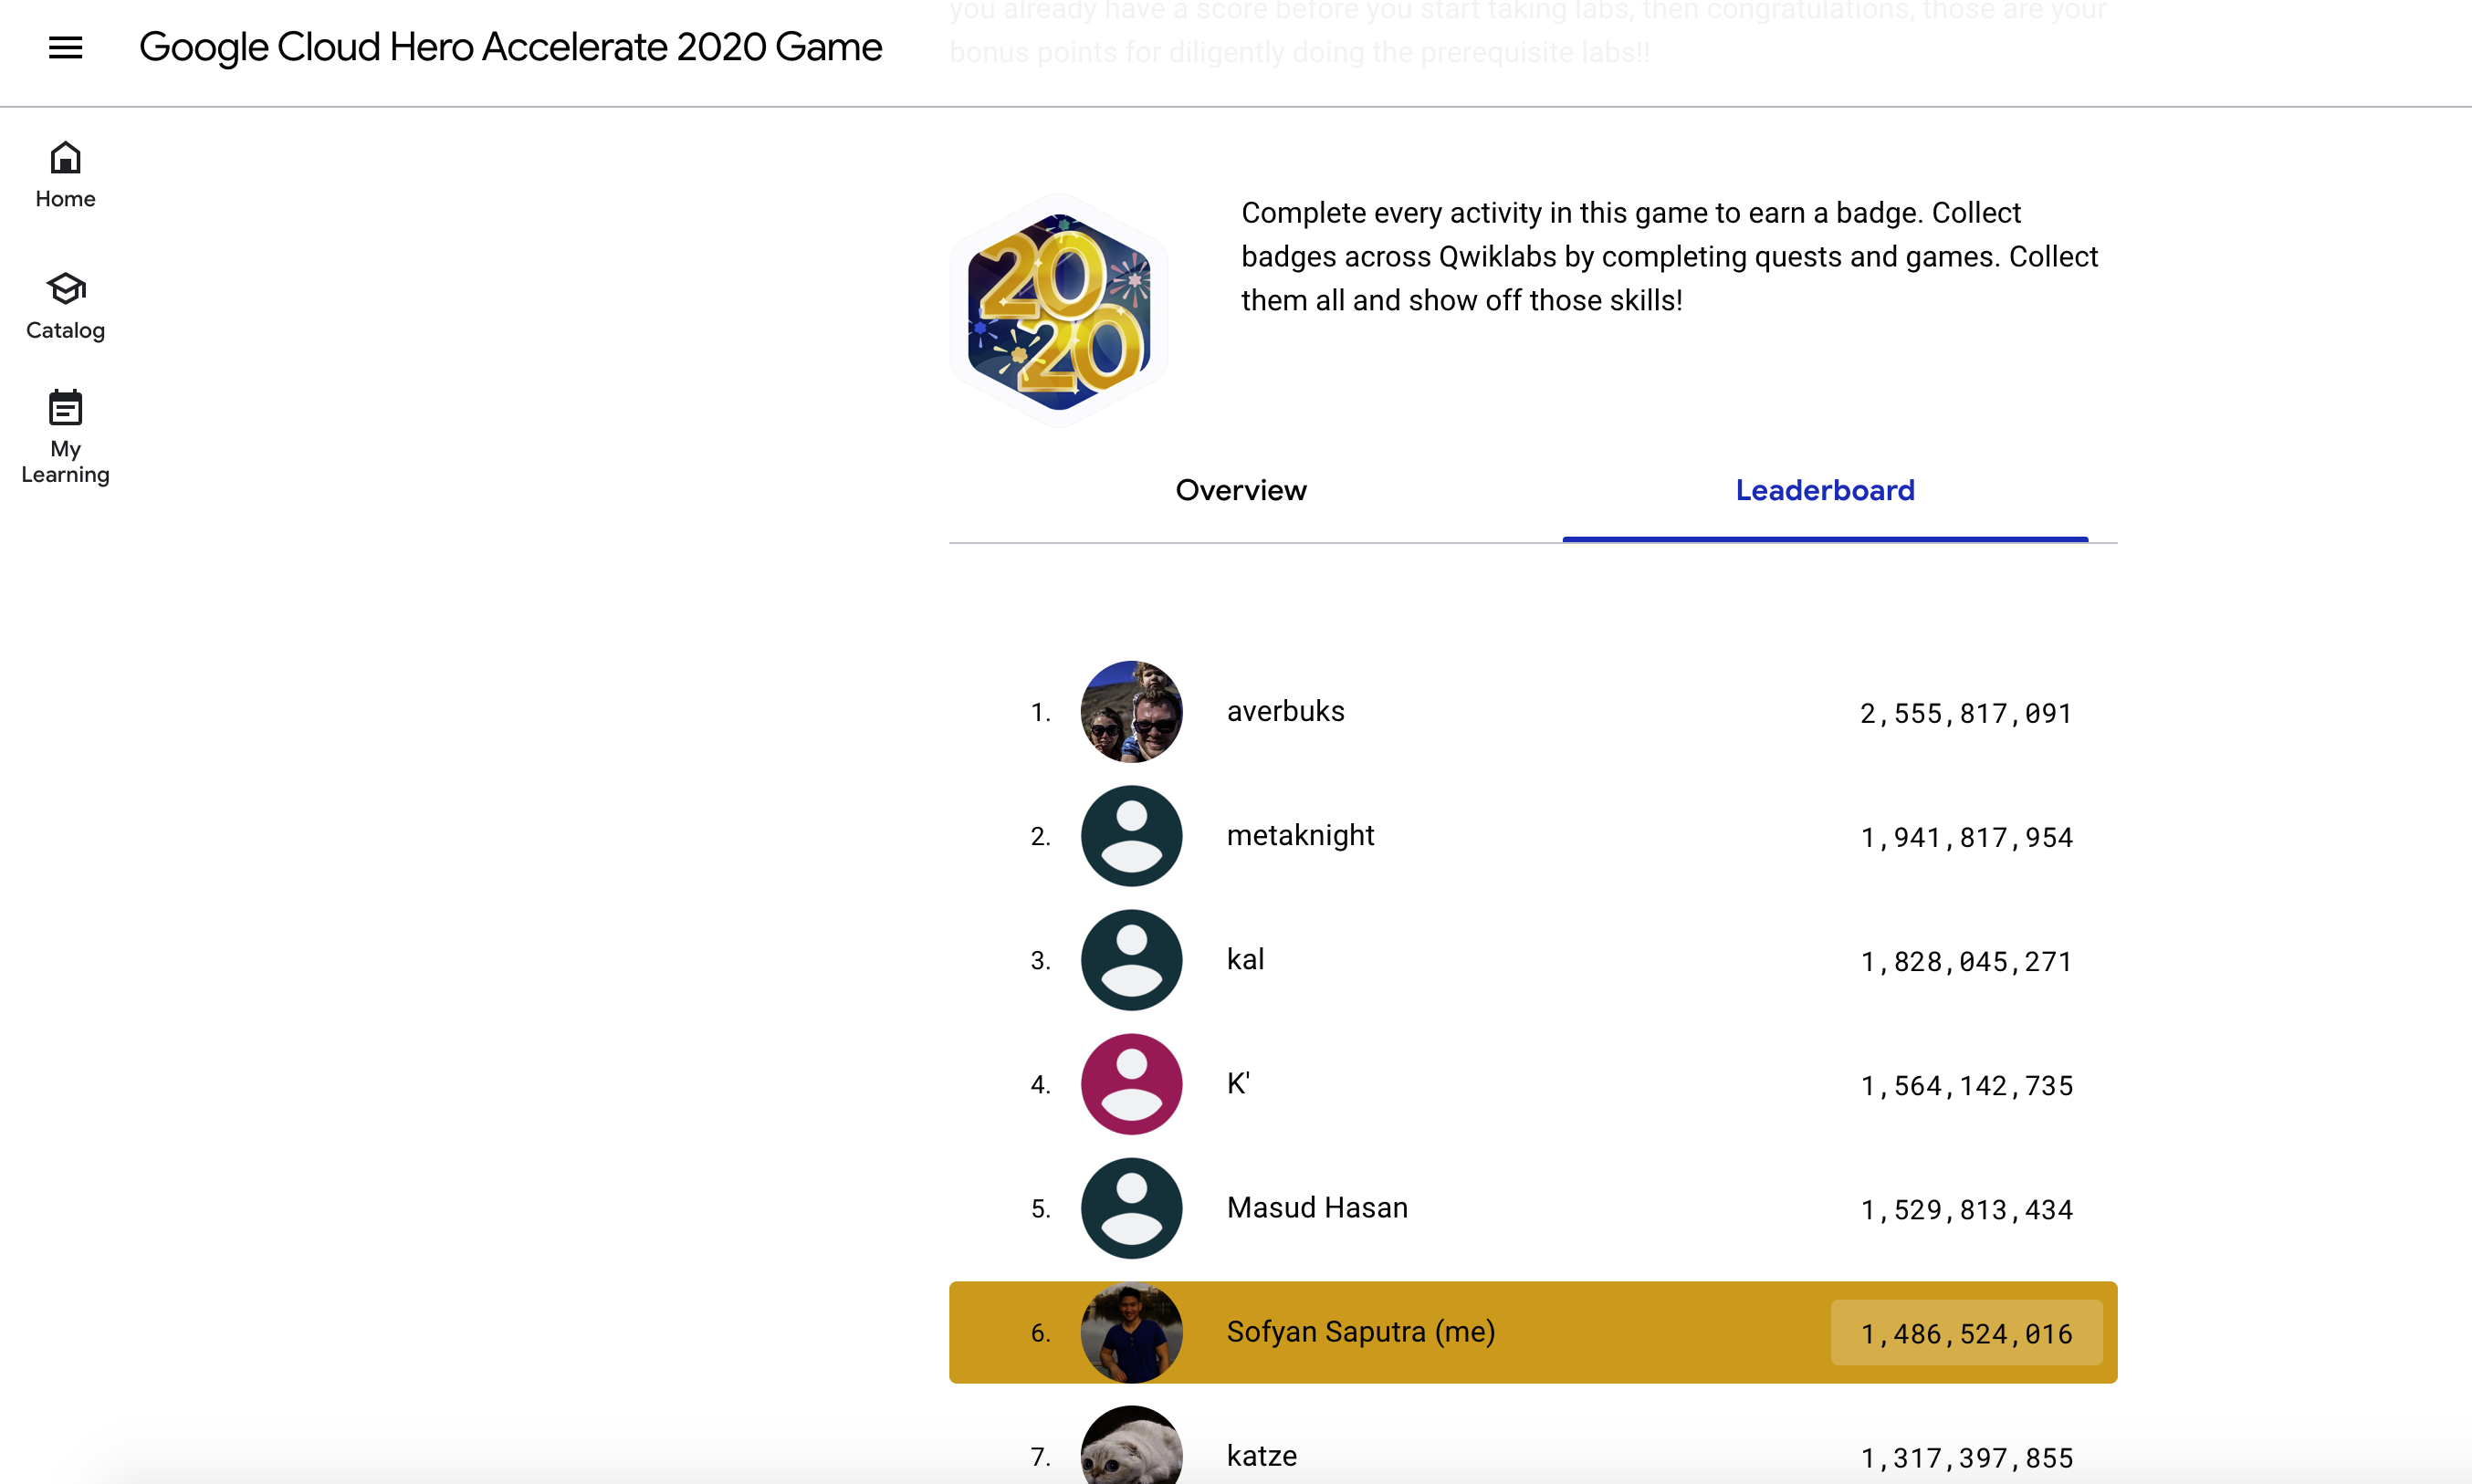 you already have a score before you start taking labs, then congratulations, those are your
Google Cloud Hero Accelerate 2020 Game
bonus points for diligently doing the prerequisite labs!!
Home
Catalog
My
Learning
2020
Complete every activity in this game to earn a badge. Collect
badges across Qwiklabs by completing quests and games. Collect
them all and show off those skills!
Overview Leaderboard
1. averbuks 2,555,817,091
2. metaknight 1,941,817,954
3. kal 1,828,045,271
4. K' 1,564,142,735
5. Masud Hasan 1,529,813,434
6. Sofyan Saputra (me) 1,486,524,016
7. katze 1,317,397,855